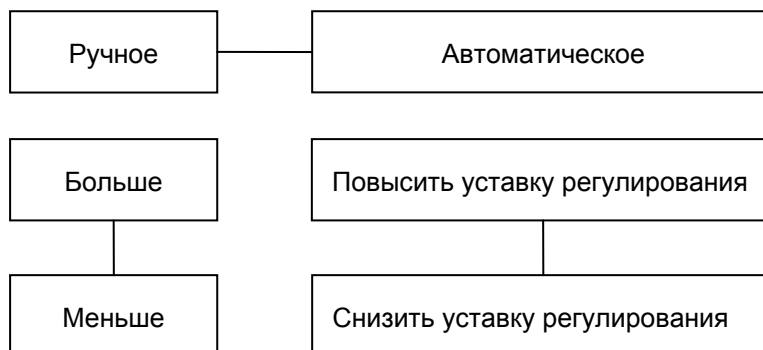 Ручное
Автоматическое
Больше
Повысить уставку регулирования
Меньше
Снизить уставку регулирования